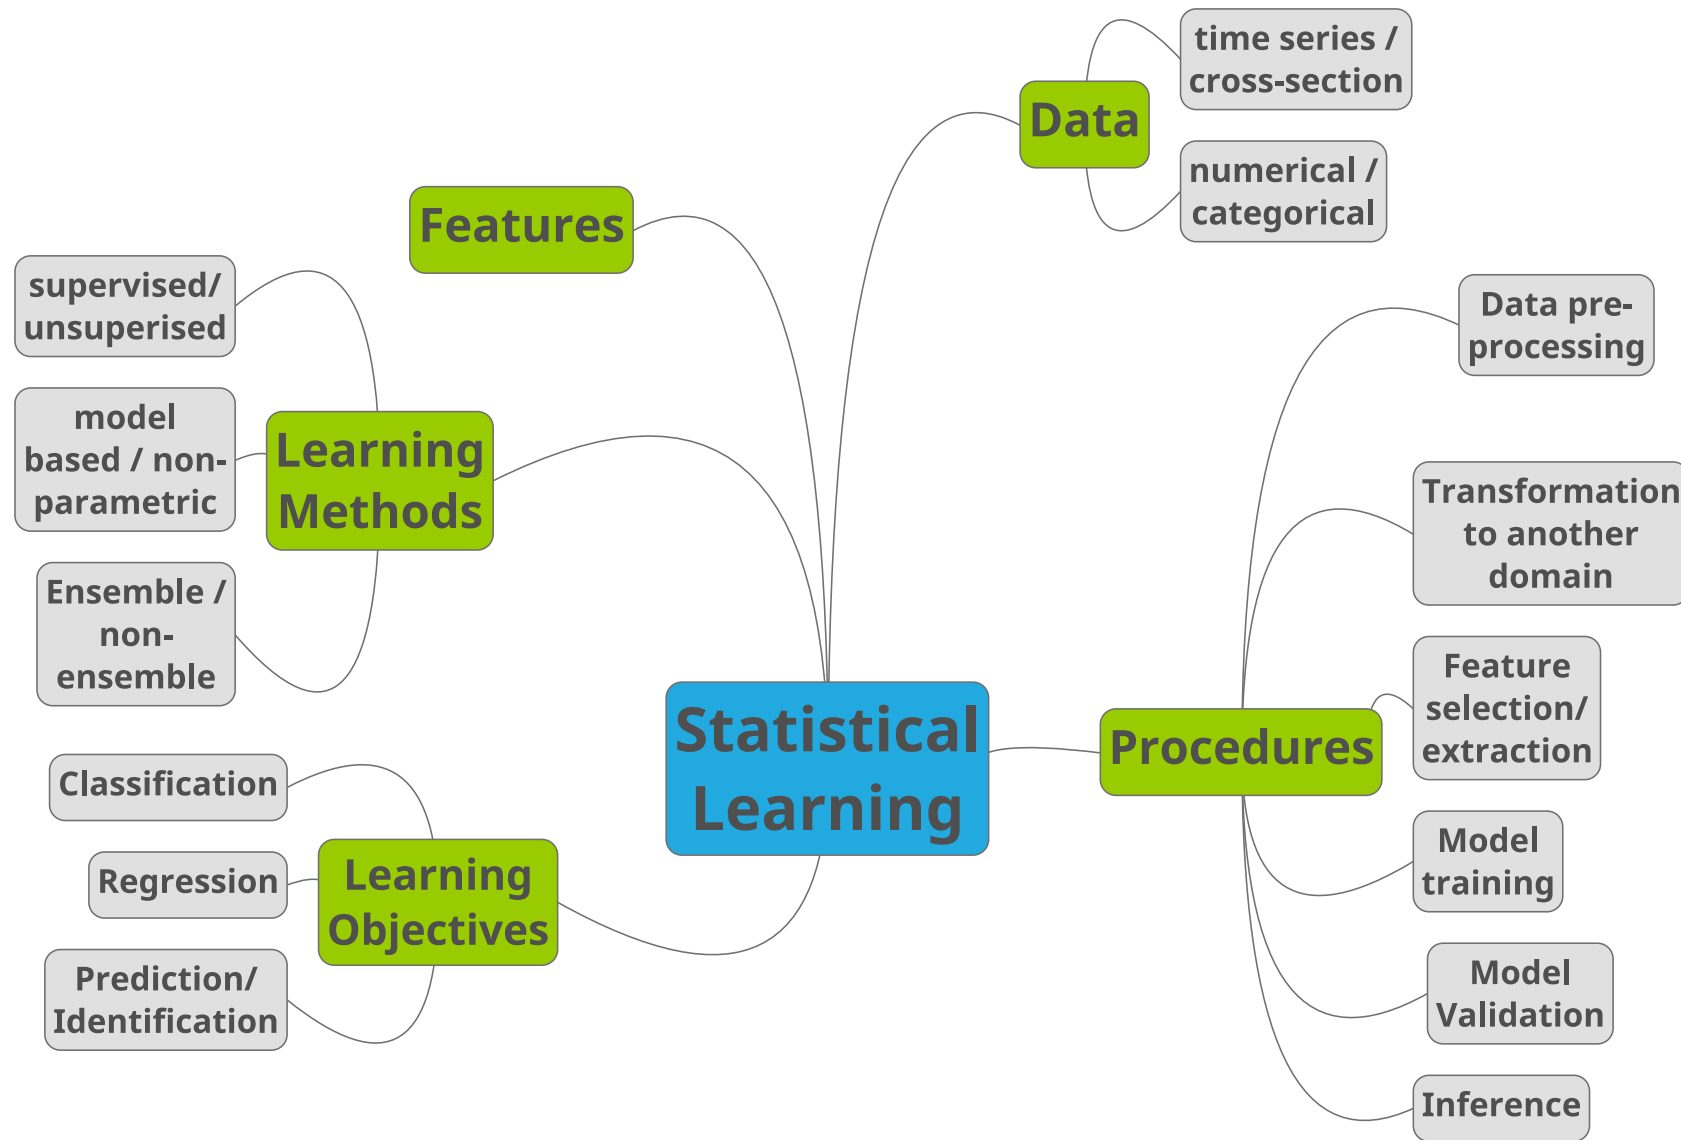 time series /
cross-section
Data
numerical /
categorical
Features
supervised/
unsuperised
model
based / non-
parametric
Learning
Methods
Ensemble /
non-
ensemble
Statistical
Learning
Classification
Regression
Learning
Objectives
Prediction/
Identification
Procedures
Data pre-
processing
Transformation
to another
domain
Feature
selection/
extraction
Model
training
Model
Validation
Inference